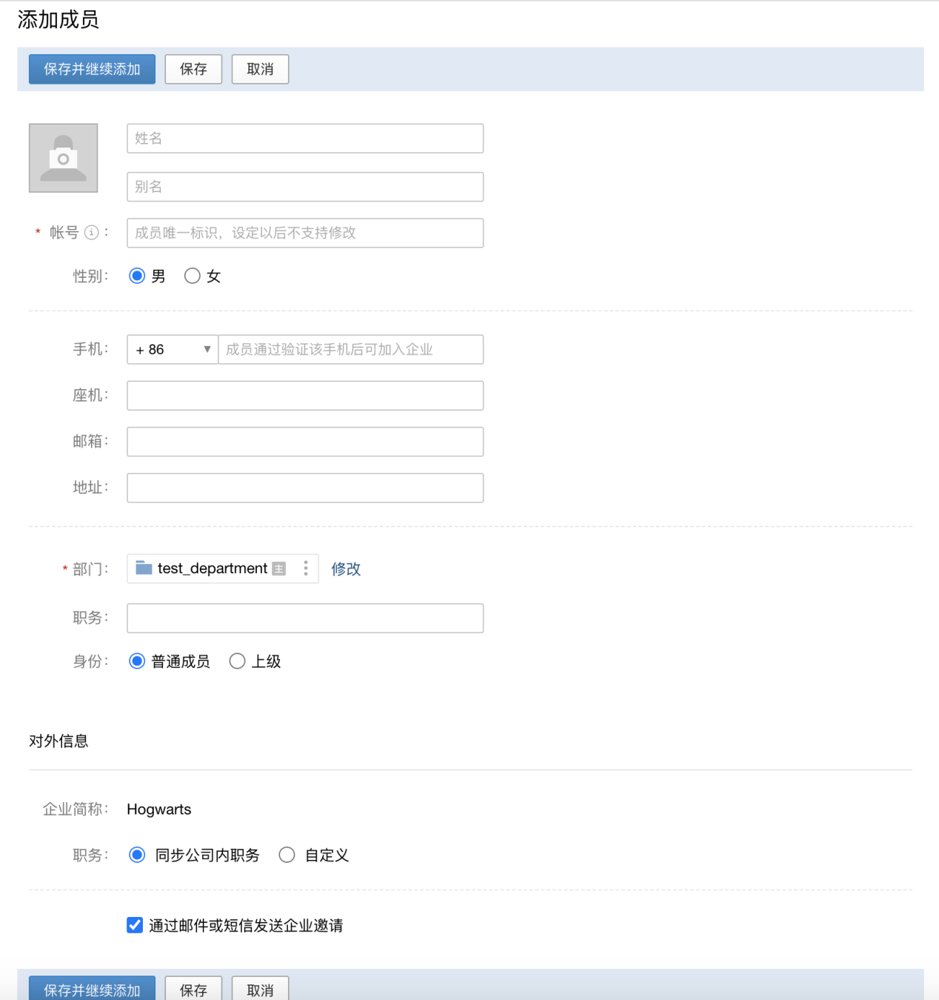 添加成员
保存并继续添加 保存 取消
姓名
别名
* 帐号 i : 成员唯一标识，设定以后不支持修改
性别: 男 女
手机: + 86 ▼ 成员通过验证该手机后可加入企业
座机:
邮箱:
地址:
* 部门: test_department 主 修改
职务:
身份: 普通成员 上级
对外信息
企业简称: Hogwarts
职务: 同步公司内职务 自定义
通过邮件或短信发送企业邀请
保存并继续添加 保存 取消